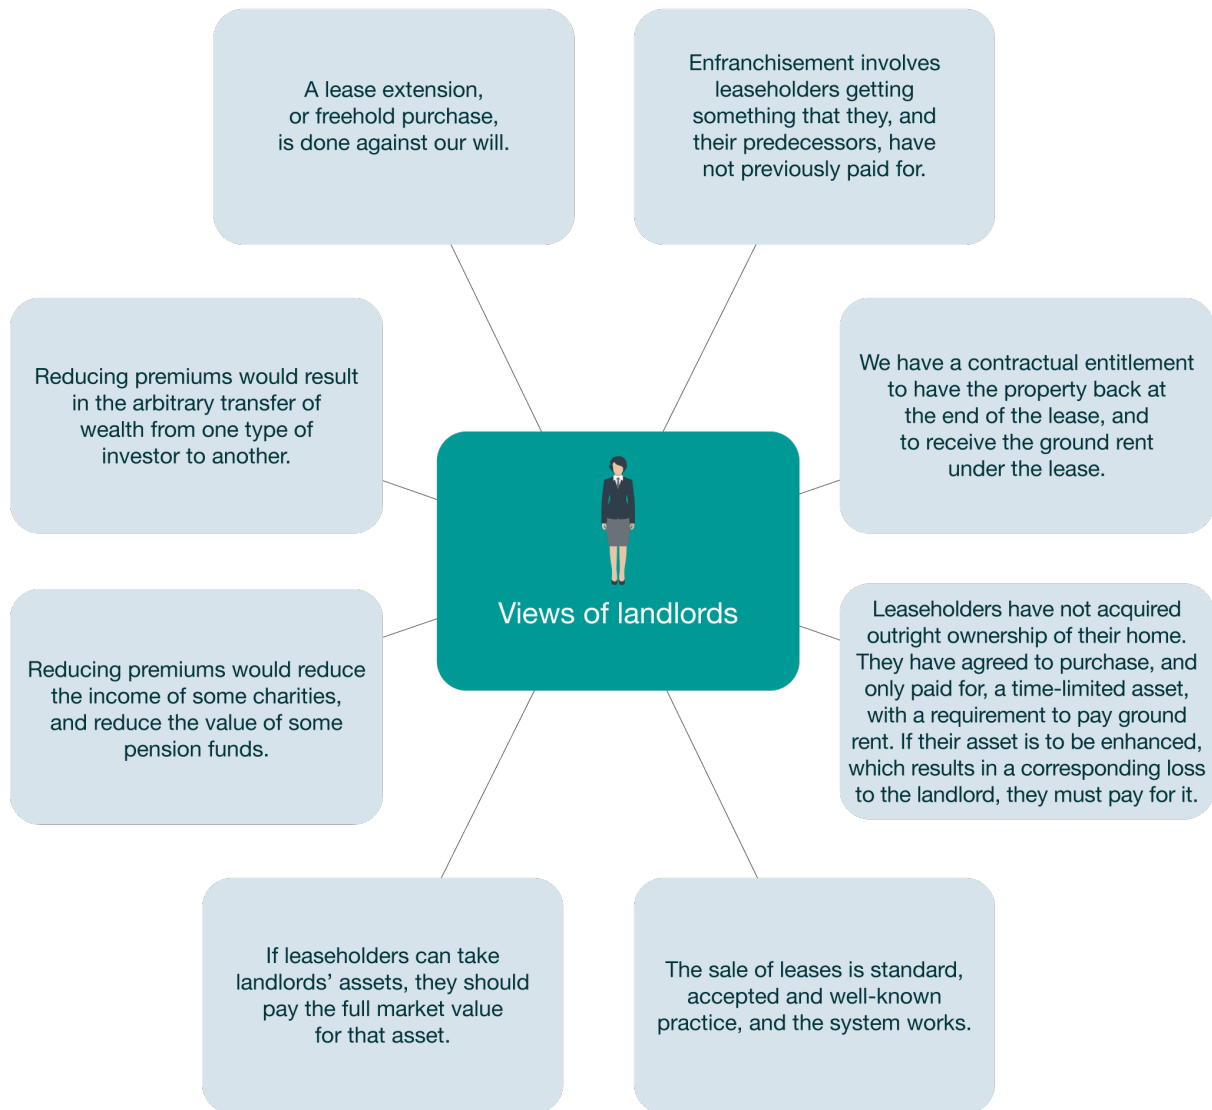 A lease extension,
or freehold purchase,
is done against our will.
Enfranchisement involves
leaseholders getting
something that they, and
their predecessors, have
not previously paid for.
Reducing premiums would result
in the arbitrary transfer of
wealth from one type of
investor to another.
We have a contractual entitlement
to have the property back at
the end of the lease, and
to receive the ground rent
under the lease.
Views of landlords
Reducing premiums would reduce
the income of some charities,
and reduce the value of some
pension funds.
Leaseholders have not acquired
outright ownership of their home.
They have agreed to purchase, and
only paid for, a time-limited asset,
with a requirement to pay ground
rent. If their asset is to be enhanced,
which results in a corresponding loss
to the landlord, they must pay for it.
If leaseholders can take
landlords’ assets, they should
pay the full market value
for that asset.
The sale of leases is standard,
accepted and well-known
practice, and the system works.